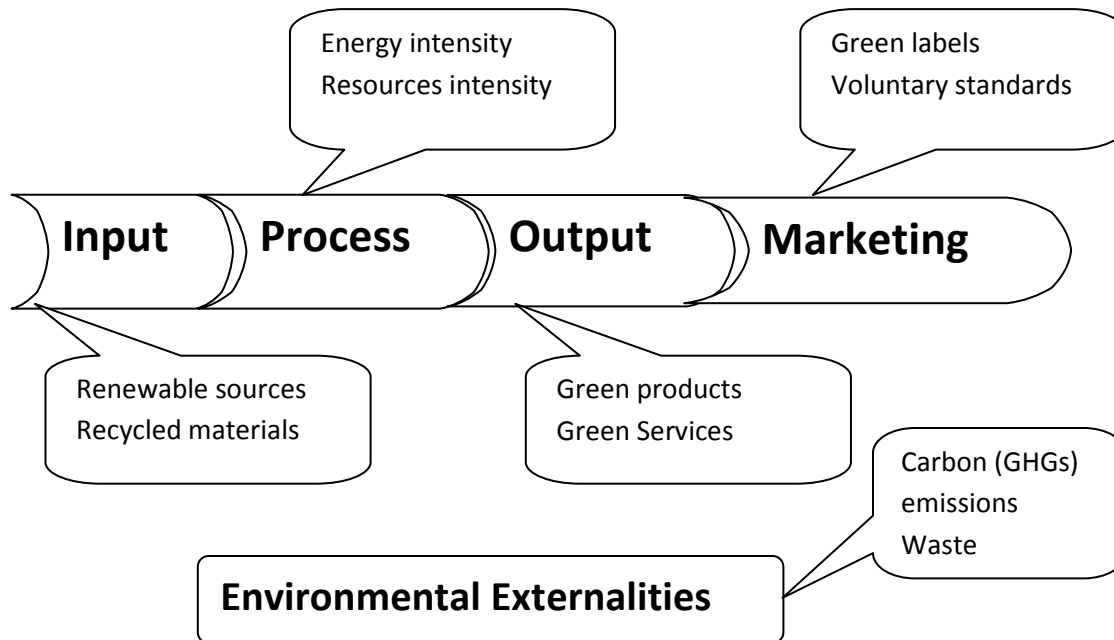 Energy intensity
Resources intensity
Green labels
Voluntary standards
Input
Process
Output
Marketing
Renewable sources
Recycled materials
Green products
Green Services
Carbon (GHGs)
emissions
Waste
Environmental Externalities